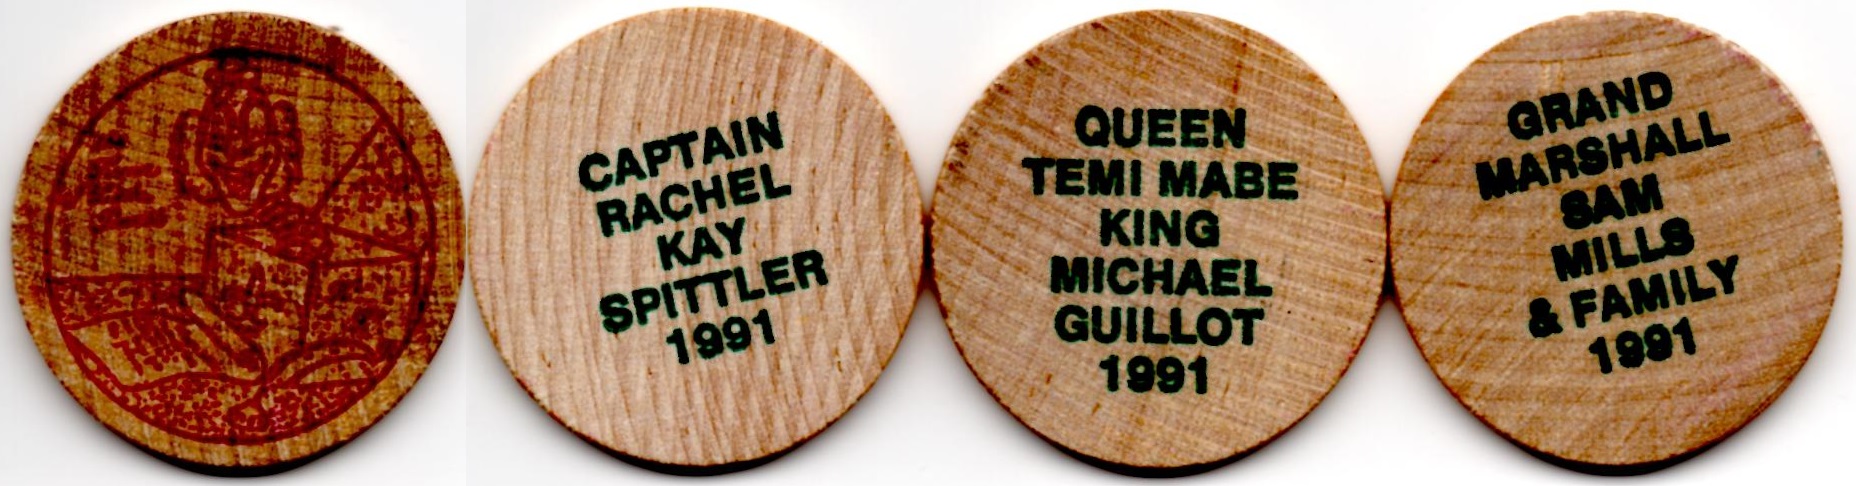 CAPTAIN
RACHEL
KAY
SPITTLER
1991
QUEEN
TEMI MABE
KING
MICHAEL
GUILLOT
1991
GRAND
MARSHALL
SAM
MILLS
& FAMILY
1991